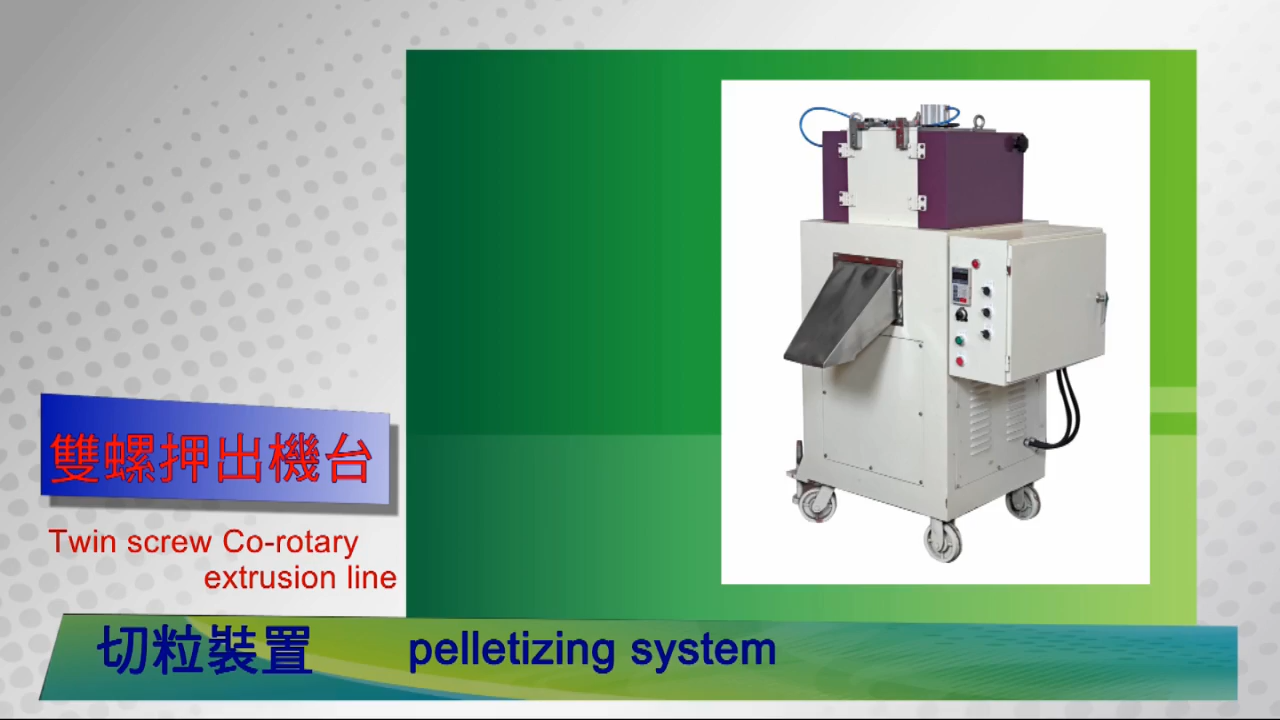 雙螺押出機台
Twin screw Co-rotary
extrusion line
切粒裝置 pelletizing system